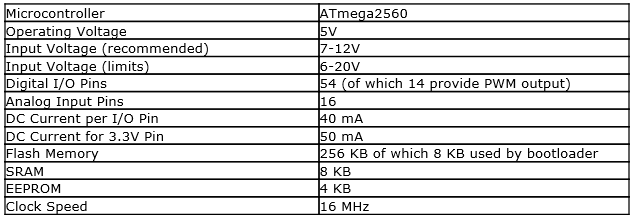 Microcontroller ATmega2560
Operating Voltage 5V
Input Voltage (recommended) 7-12V
Input Voltage (limits) 6-20V
Digital I/O Pins 54 (of which 14 provide PWM output)
Analog Input Pins 16
DC Current per I/O Pin 40 mA
DC Current for 3.3V Pin 50 mA
Flash Memory 256 KB of which 8 KB used by bootloader
SRAM 8 KB
EEPROM 4 KB
Clock Speed 16 MHz